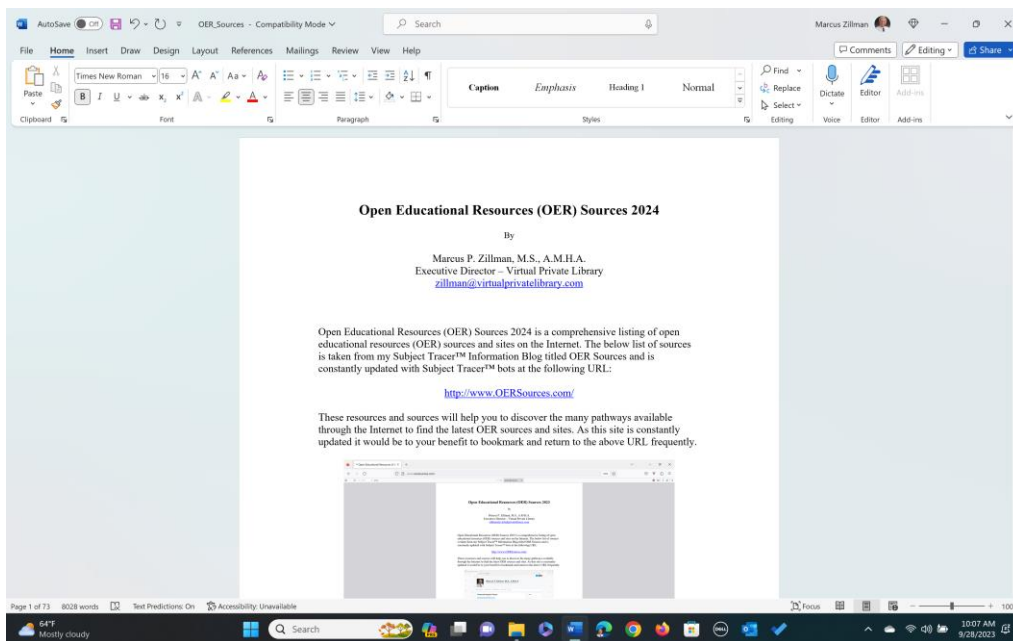 AutoSave Off OER_Sources - Compatibility Mode Search Marcus Zillman
File Home Insert Draw Design Layout References Mailings Review View Help Comments Editing Share
Paste Times New Roman 16 Caption Emphasis Heading 1 Normal Find Replace Select Dictate Editor Add-ins
Clipboard Font Paragraph Styles Editing Voice Editor Add-ins
Open Educational Resources (OER) Sources 2024
By
Marcus P. Zillman, M.S., A.M.H.A.
Executive Director – Virtual Private Library
zillman@virtualprivatelibrary.com
Open Educational Resources (OER) Sources 2024 is a comprehensive listing of open
educational resources (OER) sources and sites on the Internet. The below list of sources
is taken from my Subject Tracer™ Information Blog titled OER Sources and is
constantly updated with Subject Tracer™ bots at the following URL:
http://www.OERSources.com/
These resources and sources will help you to discover the many pathways available
through the Internet to find the latest OER sources and sites. As this site is constantly
updated it would be to your benefit to bookmark and return to the above URL frequently.
Open Educational Resources (OER) Sources 2024
Page 1 of 73 8028 words Text Predictions: On Accessibility: Unavailable Focus 100
64°F
Mostly cloudy
Search
10:07 AM
9/28/2023